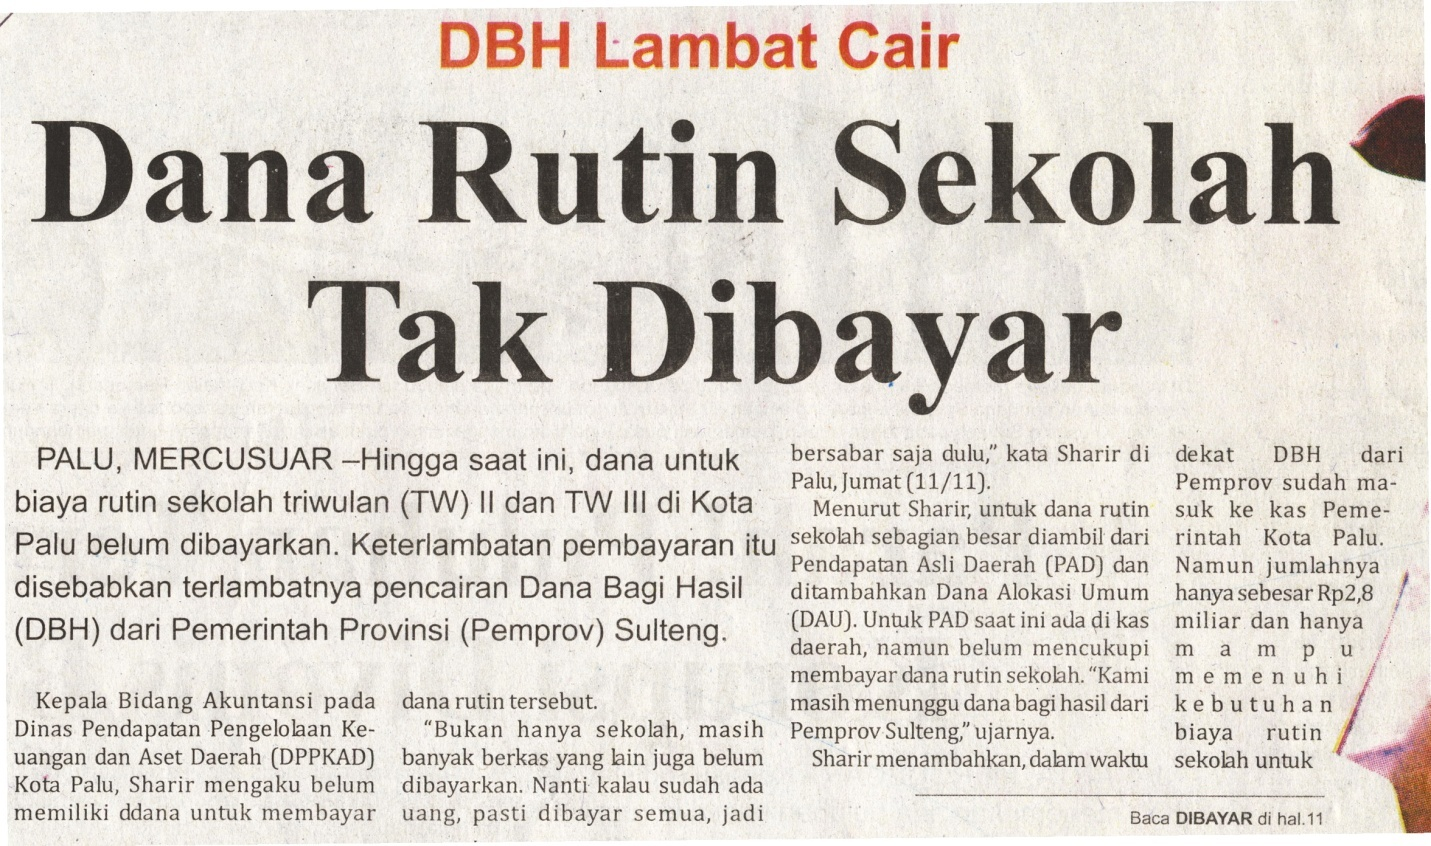 DBH Lambat Cair
Dana Rutin Sekolah
Tak Dibayar
PALU, MERCUSUAR –Hingga saat ini, dana untuk
biaya rutin sekolah triwulan (TW) II dan TW III di Kota
Palu belum dibayarkan. Keterlambatan pembayaran itu
disebabkan terlambatnya pencairan Dana Bagi Hasil
(DBH) dari Pemerintah Provinsi (Pemprov) Sulteng.
Kepala Bidang Akuntansi pada
Dinas Pendapatan Pengelolaan Ke-
uangan dan Aset Daerah (DPPKAD)
Kota Palu, Sharir mengaku belum
memiliki ddana untuk membayar
dana rutin tersebut.
“Bukan hanya sekolah, masih
banyak berkas yang lain juga belum
dibayarkan. Nanti kalau sudah ada
uang, pasti dibayar semua, jadi
bersabar saja dulu,” kata Sharir di
Palu, Jumat (11/11).
Menurut Sharir, untuk dana rutin
sekolah sebagian besar diambil dari
Pendapatan Asli Daerah (PAD) dan
ditambahkan Dana Alokasi Umum
(DAU). Untuk PAD saat ini ada di kas
daerah, namun belum mencukupi
membayar dana rutin sekolah. “Kami
masih menunggu dana bagi hasil dari
Pemprov Sulteng,” ujarnya.
Sharir menambahkan, dalam waktu
dekat DBH dari
Pemprov sudah ma-
suk ke kas Peme-
rintah Kota Palu.
Namun jumlahnya
hanya sebesar Rp2,8
miliar dan hanya
mampu
memenuhi
kebutuhan
biaya rutin
sekolah untuk
Baca DIBAYAR di hal.11